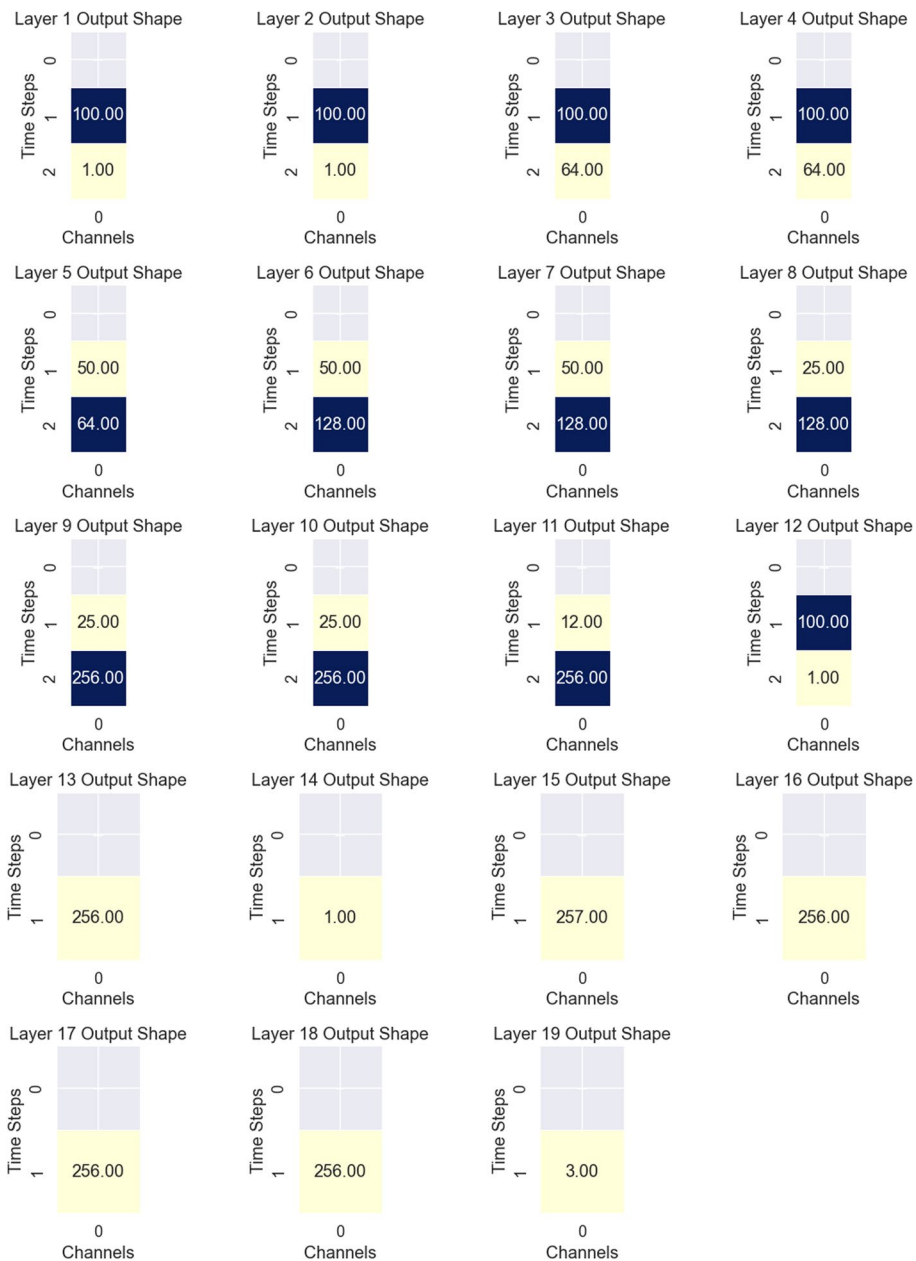 Layer 1 Output Shape
Time Steps
0
1
2
100.00
1.00
0
Channels
Layer 2 Output Shape
Time Steps
0
1
2
100.00
1.00
0
Channels
Layer 3 Output Shape
Time Steps
0
1
2
100.00
64.00
0
Channels
Layer 4 Output Shape
Time Steps
0
1
2
100.00
64.00
0
Channels
Layer 5 Output Shape
Time Steps
0
1
2
50.00
64.00
0
Channels
Layer 6 Output Shape
Time Steps
0
1
2
50.00
128.00
0
Channels
Layer 7 Output Shape
Time Steps
0
1
2
50.00
128.00
0
Channels
Layer 8 Output Shape
Time Steps
0
1
2
25.00
128.00
0
Channels
Layer 9 Output Shape
Time Steps
0
1
2
25.00
256.00
0
Channels
Layer 10 Output Shape
Time Steps
0
1
2
25.00
256.00
0
Channels
Layer 11 Output Shape
Time Steps
0
1
2
12.00
256.00
0
Channels
Layer 12 Output Shape
Time Steps
0
1
2
100.00
1.00
0
Channels
Layer 13 Output Shape
Time Steps
0
1
256.00
0
Channels
Layer 14 Output Shape
Time Steps
0
1
1.00
0
Channels
Layer 15 Output Shape
Time Steps
0
1
257.00
0
Channels
Layer 16 Output Shape
Time Steps
0
1
256.00
0
Channels
Layer 17 Output Shape
Time Steps
0
1
256.00
0
Channels
Layer 18 Output Shape
Time Steps
0
1
256.00
0
Channels
Layer 19 Output Shape
Time Steps
0
1
3.00
0
Channels